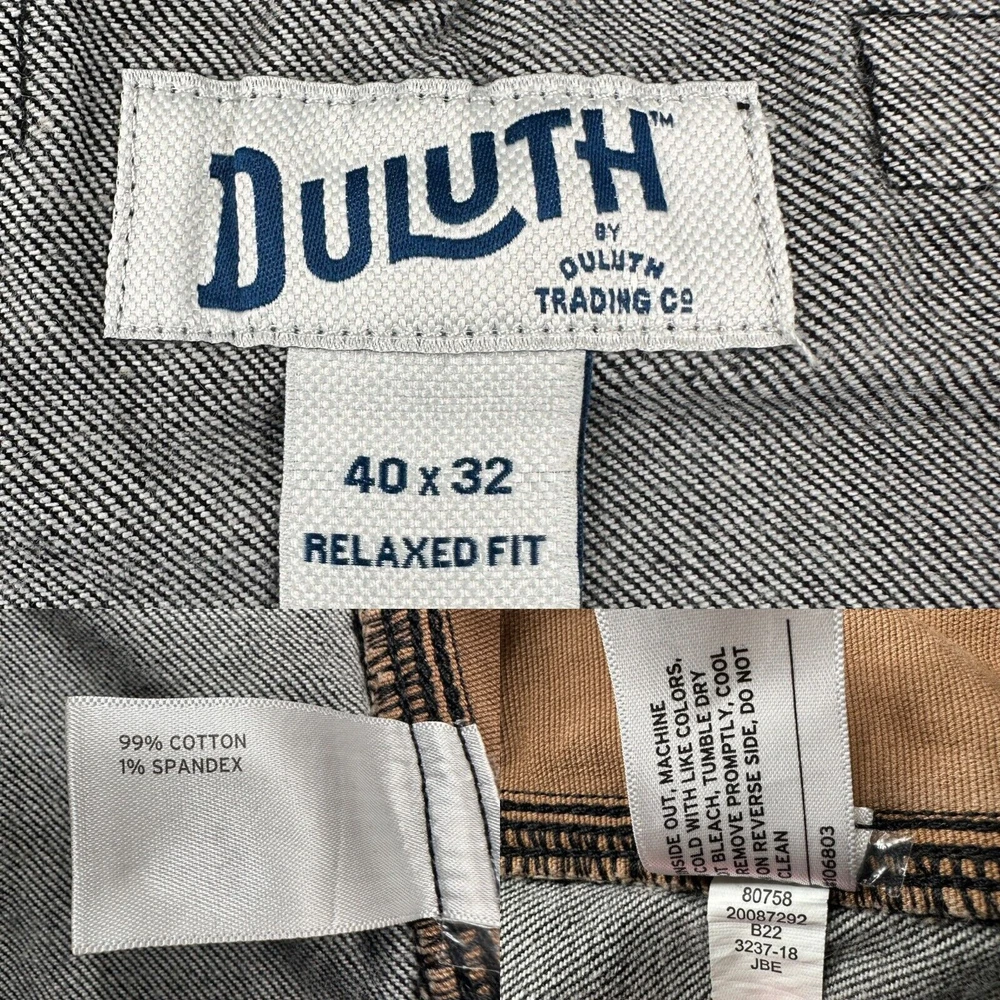 DULUTH™
BY
DULUTH
TRADING Co
40 x 32
RELAXED FIT
99% COTTON
1% SPANDEX
INSIDE OUT, MACHINE
COLD WITH LIKE COLORS,
BLEACH, TUMBLE DRY
REMOVE PROMPTLY, COOL
ON REVERSE SIDE, DO NOT
CLEAN
106803
80758
20087292
B22
3237-18
JBE